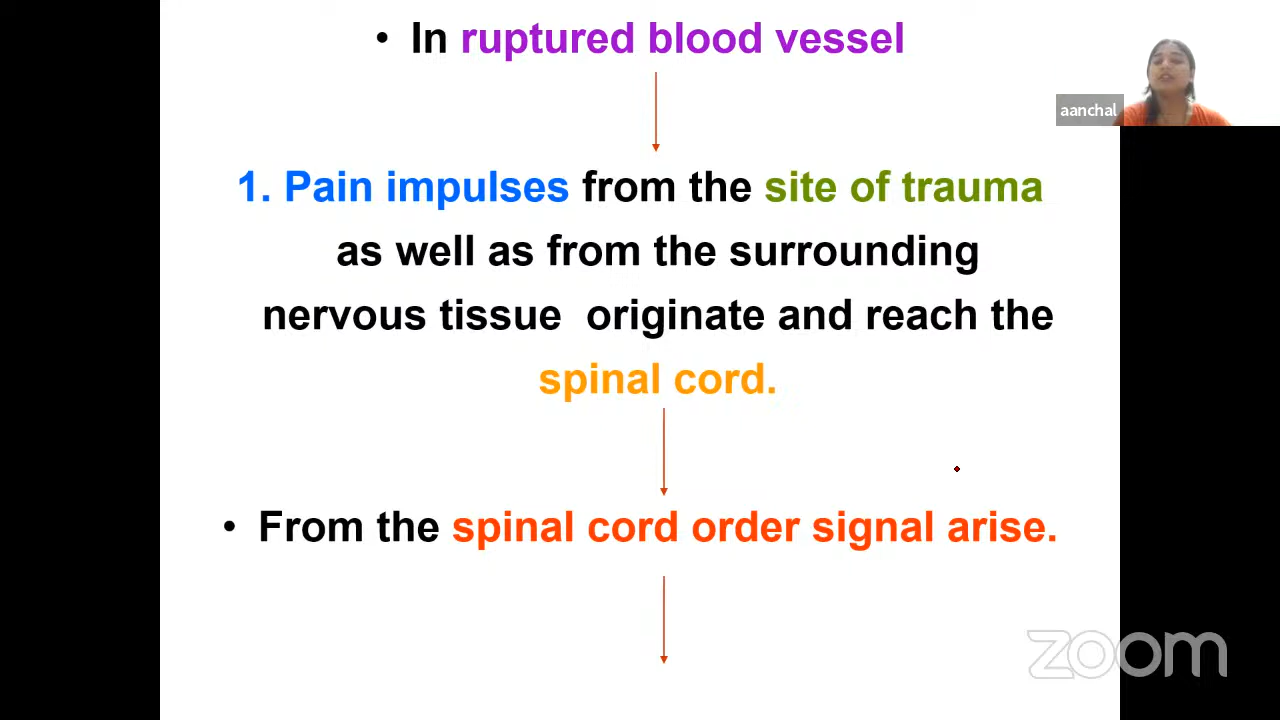 • In ruptured blood vessel
aanchal
1. Pain impulses from the site of trauma
as well as from the surrounding
nervous tissue originate and reach the
spinal cord.
• From the spinal cord order signal arise.
zoom